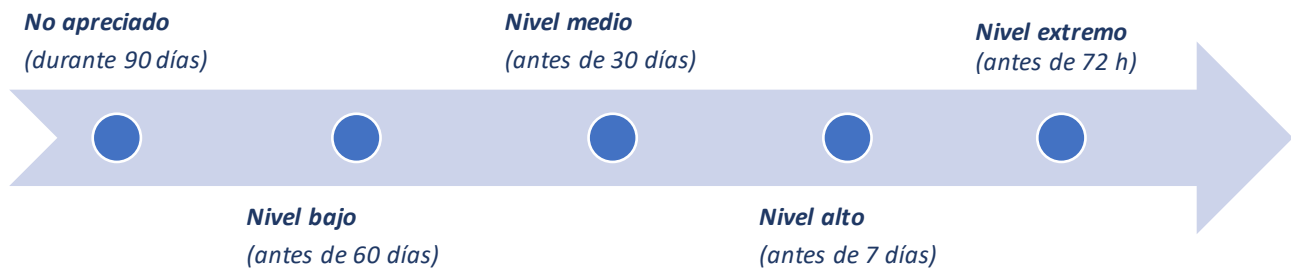 No apreciado
(durante 90 días)
Nivel bajo
(antes de 60 días)
Nivel medio
(antes de 30 días)
Nivel alto
(antes de 7 días)
Nivel extremo
(antes de 72 h)